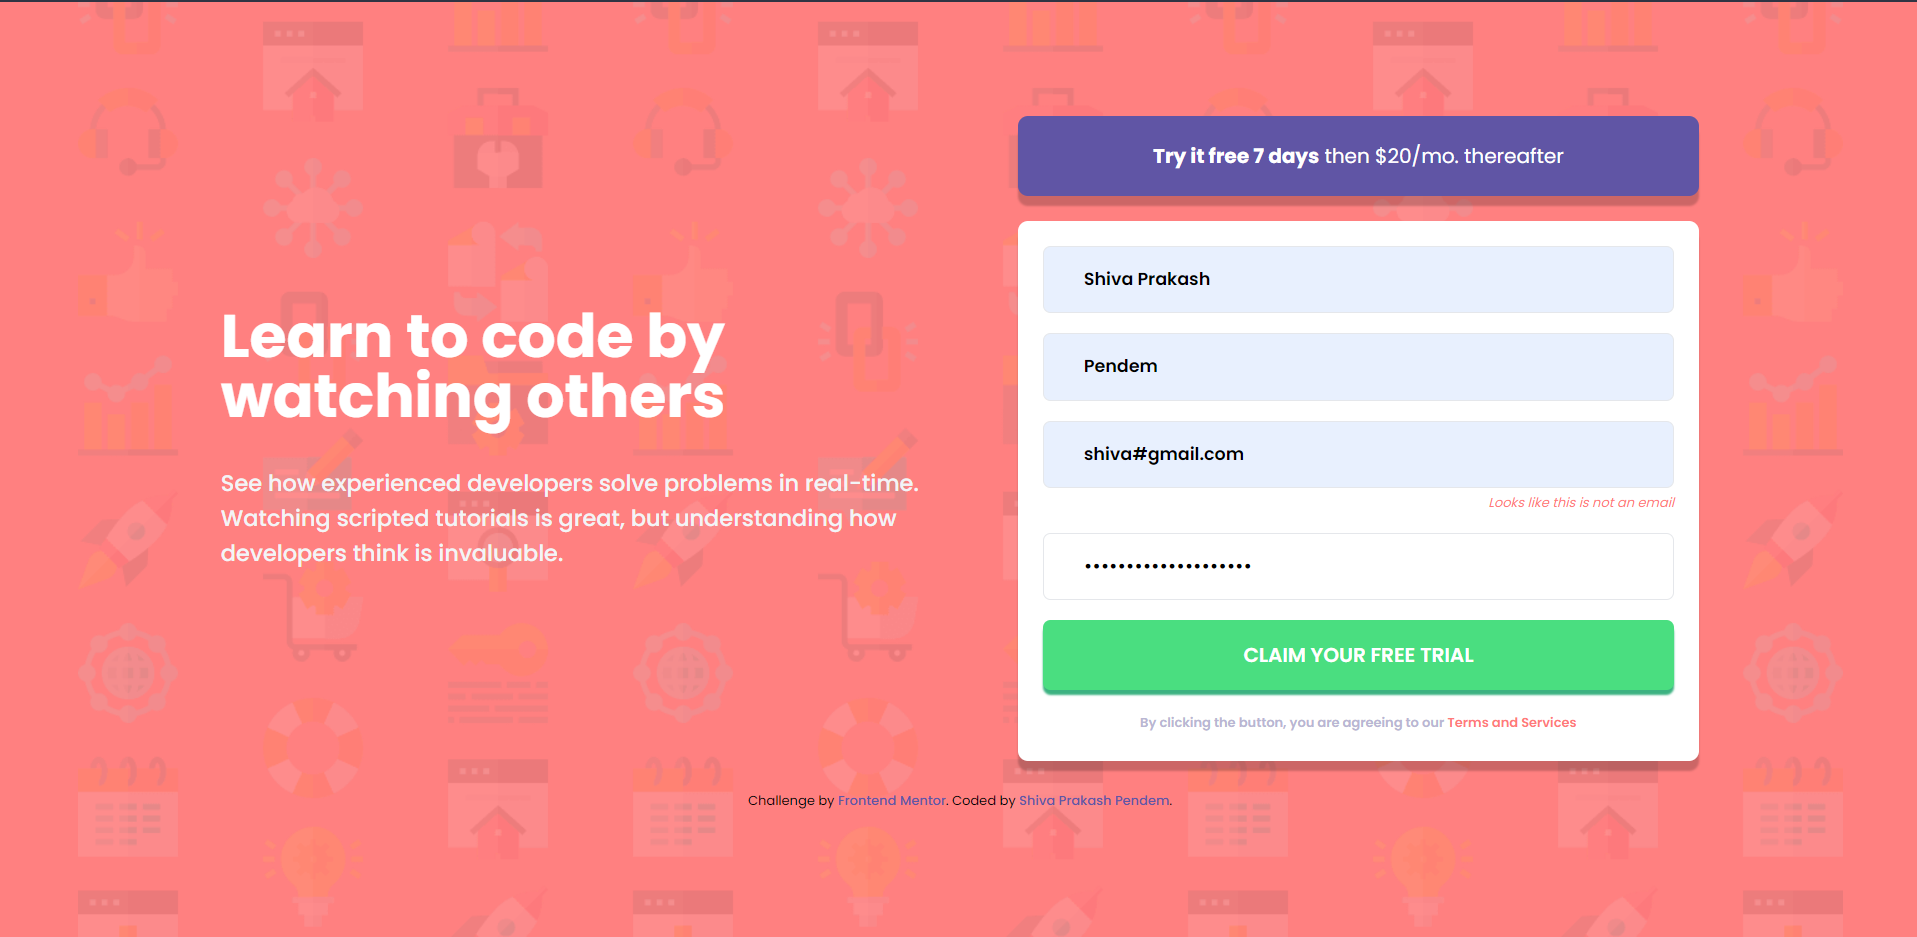 Learn to code by
watching others
See how experienced developers solve problems in real-time.
Watching scripted tutorials is great, but understanding how
developers think is invaluable.
Try it free 7 days then $20/mo. thereafter
Shiva Prakash
Pendem
shiva#gmail.com
Looks like this is not an email
••••••••••••••••••••
CLAIM YOUR FREE TRIAL
By clicking the button, you are agreeing to our Terms and Services
Challenge by Frontend Mentor. Coded by Shiva Prakash Pendem.